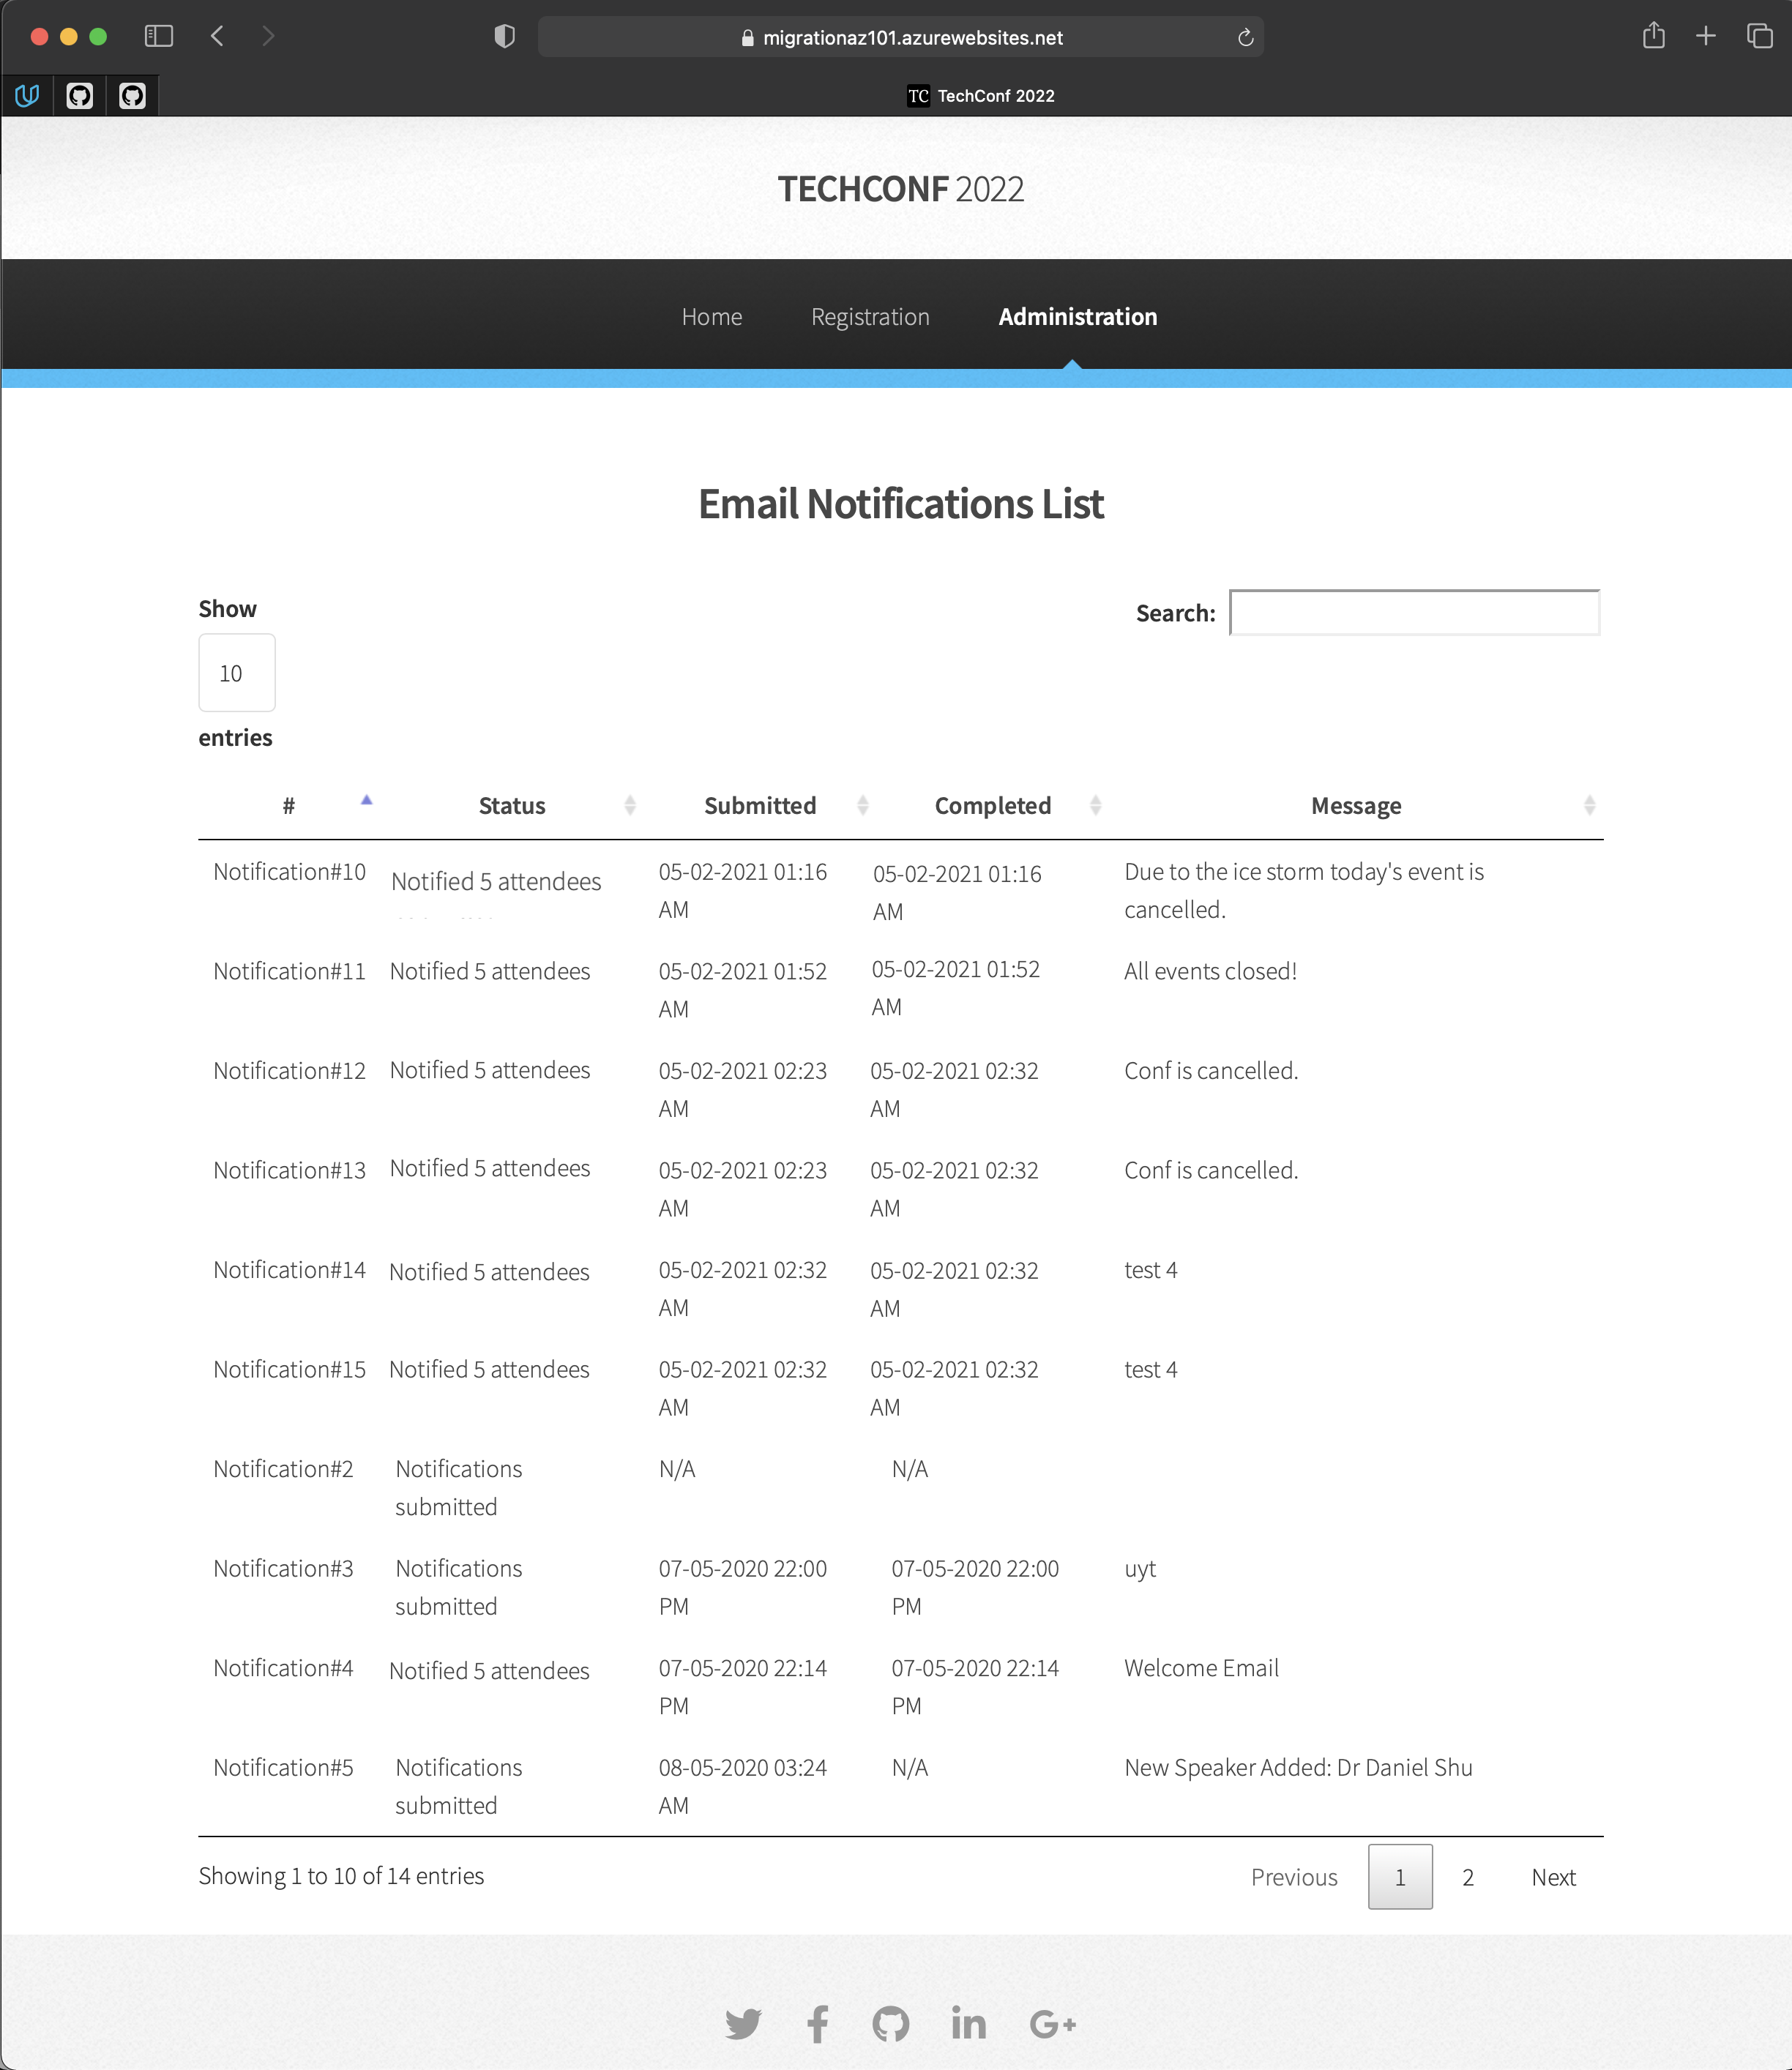 migrationaz101.azurewebsites.net
TC TechConf 2022
TECHCONF 2022
Home Registration Administration
Email Notifications List
Show
10
entries
Search:
# Status Submitted Completed Message
Notification#10 Notified 5 attendees 05-02-2021 01:16 05-02-2021 01:16 Due to the ice storm today's event is
AM AM cancelled.
Notification#11 Notified 5 attendees 05-02-2021 01:52 05-02-2021 01:52 All events closed!
AM AM
Notification#12 Notified 5 attendees 05-02-2021 02:23 05-02-2021 02:32 Conf is cancelled.
AM AM
Notification#13 Notified 5 attendees 05-02-2021 02:23 05-02-2021 02:32 Conf is cancelled.
AM AM
Notification#14 Notified 5 attendees 05-02-2021 02:32 05-02-2021 02:32 test 4
AM AM
Notification#15 Notified 5 attendees 05-02-2021 02:32 05-02-2021 02:32 test 4
AM AM
Notification#2 Notifications N/A N/A
submitted
Notification#3 Notifications 07-05-2020 22:00 07-05-2020 22:00 uyt
submitted PM PM
Notification#4 Notified 5 attendees 07-05-2020 22:14 07-05-2020 22:14 Welcome Email
PM PM
Notification#5 Notifications 08-05-2020 03:24 N/A New Speaker Added: Dr Daniel Shu
submitted AM
Showing 1 to 10 of 14 entries
Previous 1 2 Next